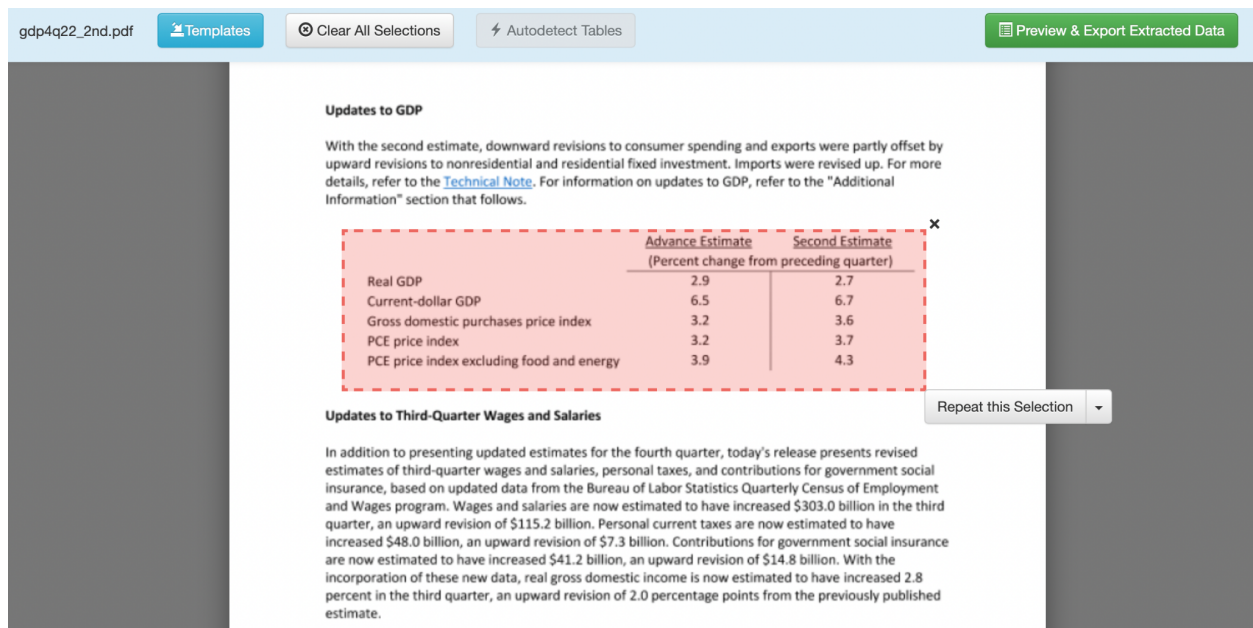 gdp4q22_2nd.pdf Templates Clear All Selections Autodetect Tables Preview & Export Extracted Data
Updates to GDP
With the second estimate, downward revisions to consumer spending and exports were partly offset by
upward revisions to nonresidential and residential fixed investment. Imports were revised up. For more
details, refer to the Technical Note. For information on updates to GDP, refer to the "Additional
Information" section that follows.
Advance Estimate Second Estimate
(Percent change from preceding quarter)
Real GDP 2.9 2.7
Current-dollar GDP 6.5 6.7
Gross domestic purchases price index 3.2 3.6
PCE price index 3.2 3.7
PCE price index excluding food and energy 3.9 4.3
Repeat this Selection
Updates to Third-Quarter Wages and Salaries
In addition to presenting updated estimates for the fourth quarter, today's release presents revised
estimates of third-quarter wages and salaries, personal taxes, and contributions for government social
insurance, based on updated data from the Bureau of Labor Statistics Quarterly Census of Employment
and Wages program. Wages and salaries are now estimated to have increased $303.0 billion in the third
quarter, an upward revision of $115.2 billion. Personal current taxes are now estimated to have
increased $48.0 billion, an upward revision of $7.3 billion. Contributions for government social insurance
are now estimated to have increased $41.2 billion, an upward revision of $14.8 billion. With the
incorporation of these new data, real gross domestic income is now estimated to have increased 2.8
percent in the third quarter, an upward revision of 2.0 percentage points from the previously published
estimate.